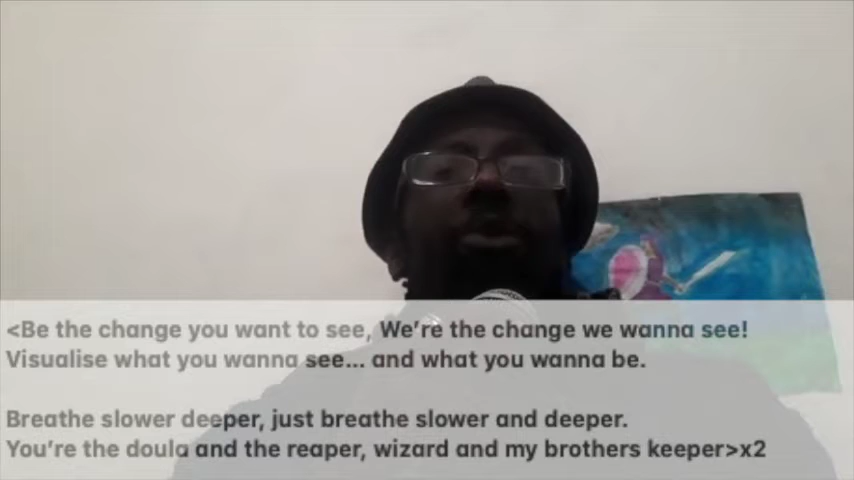 <Be the change you want to see, We're the change we wanna see!
Visualise what you wanna see... and what you wanna be.
Breathe slower deeper, just breathe slower and deeper.
You're the doula and the reaper, wizard and my brothers keeper>x2